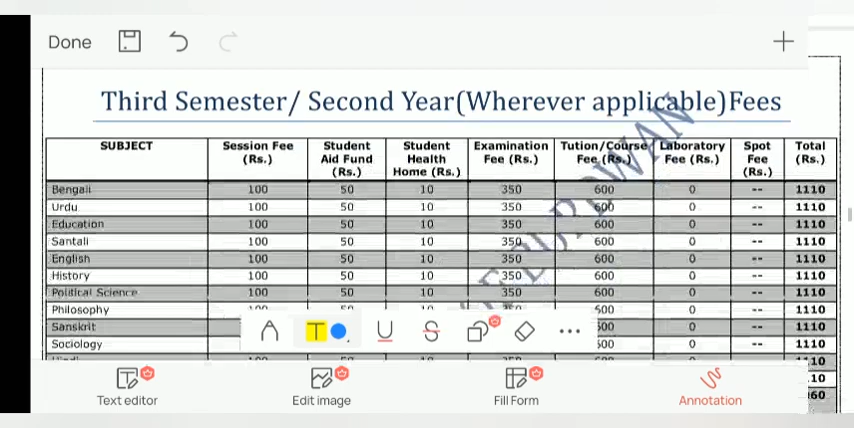 Done
Third Semester/ Second Year(Wherever applicable)Fees
SUBJECT Session Fee (Rs.) Student Aid Fund (Rs.) Student Health Home (Rs.) Examination Fee (Rs.) Tution/Course Fee (Rs.) Laboratory Fee (Rs.) Spot Fee (Rs.) Total (Rs.)
Bengali 100 50 10 350 600 0 -- 1110
Urdu 100 50 10 350 600 0 -- 1110
Education 100 50 10 350 600 0 -- 1110
Santali 100 50 10 350 600 0 -- 1110
English 100 50 10 350 600 0 -- 1110
History 100 50 10 350 600 0 -- 1110
Political Science 100 50 10 350 600 0 -- 1110
Philosophy 0 -- 1110
Sanskrit 0 -- 1110
Sociology 0 -- 1110
Text editor Edit image Fill Form Annotation